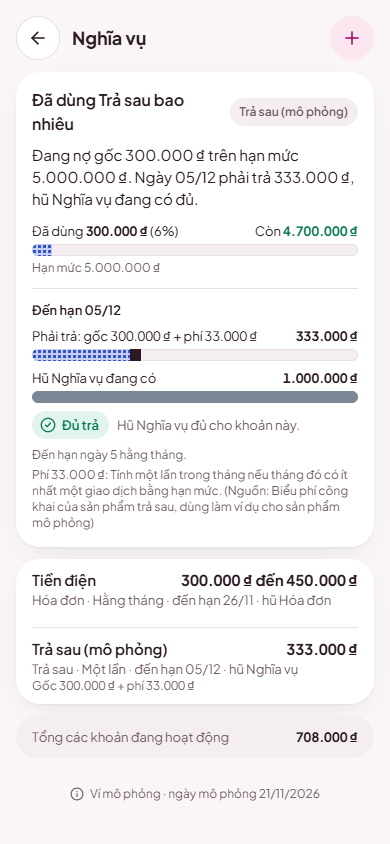 Nghĩa vụ
Đã dùng Trả sau bao
nhiêu
Trả sau (mô phỏng)
Đang nợ gốc 300.000 ₫ trên hạn mức
5.000.000 ₫. Ngày 05/12 phải trả 333.000 ₫,
hũ Nghĩa vụ đang có đủ.
Đã dùng 300.000 ₫ (6%)
Còn 4.700.000 ₫
Hạn mức 5.000.000 ₫
Đến hạn 05/12
Phải trả: gốc 300.000 ₫ + phí 33.000 ₫
333.000 ₫
Hũ Nghĩa vụ đang có
1.000.000 ₫
Đủ trả
Hũ Nghĩa vụ đủ cho khoản này.
Đến hạn ngày 5 hằng tháng.
Phí 33.000 ₫: Tính một lần trong tháng nếu tháng đó có ít
nhất một giao dịch bằng hạn mức. (Nguồn: Biểu phí công
khai của sản phẩm trả sau, dùng làm ví dụ cho sản phẩm
mô phỏng)
Tiền điện
300.000 ₫ đến 450.000 ₫
Hóa đơn · Hằng tháng · đến hạn 26/11 · hũ Hóa đơn
Trả sau (mô phỏng)
333.000 ₫
Trả sau · Một lần · đến hạn 05/12 · hũ Nghĩa vụ
Gốc 300.000 ₫ + phí 33.000 ₫
Tổng các khoản đang hoạt động
708.000 ₫
Ví mô phỏng · ngày mô phỏng 21/11/2026